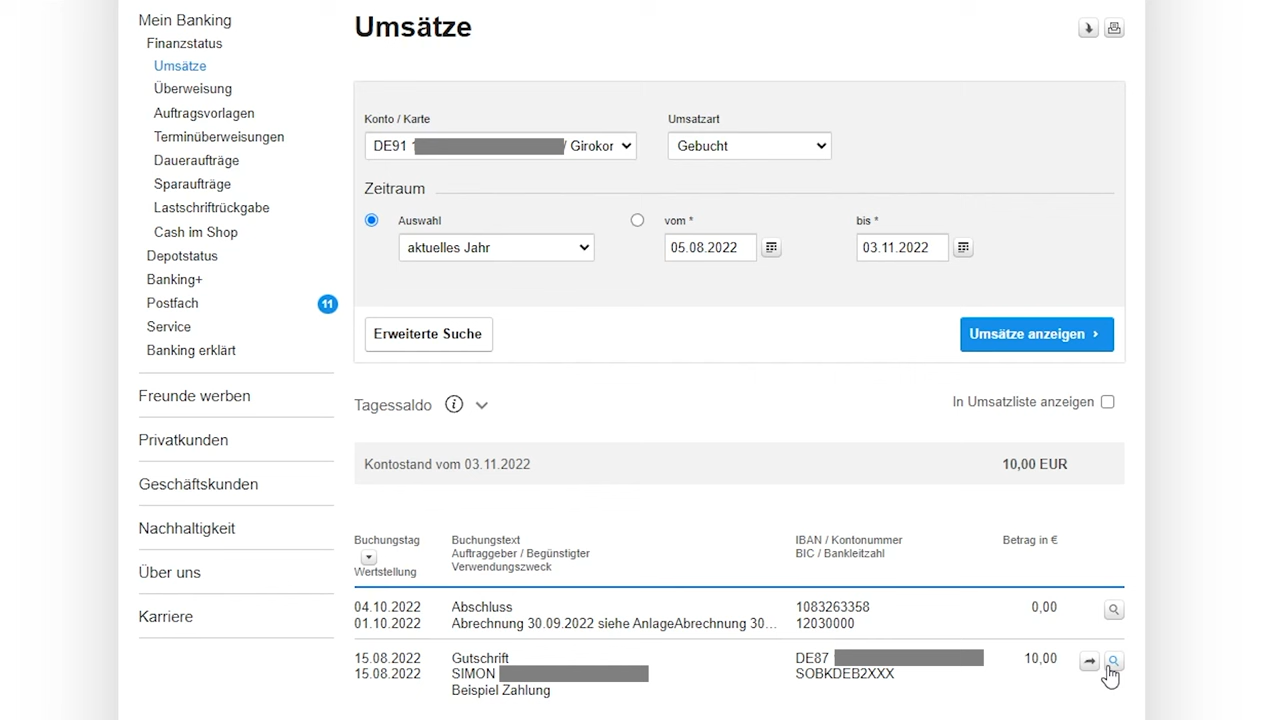 Mein Banking
Finanzstatus
Umsätze
Überweisung
Auftragsvorlagen
Terminüberweisungen
Daueraufträge
Sparaufträge
Lastschriftrückgabe
Cash im Shop
Depotstatus
Banking+
Postfach 11
Service
Banking erklärt
Freunde werben
Privatkunden
Geschäftskunden
Nachhaltigkeit
Über uns
Karriere
Umsätze
Konto / Karte Umsatzart
DE91 / Girokor Gebucht
Zeitraum
Auswahl vom * bis *
aktuelles Jahr 05.08.2022 03.11.2022
Erweiterte Suche Umsätze anzeigen ›
Tagessaldo i In Umsatzliste anzeigen
Kontostand vom 03.11.2022 10,00 EUR
Buchungstag Buchungstext IBAN / Kontonummer Betrag in €
Auftraggeber / Begünstigter BIC / Bankleitzahl
Wertstellung Verwendungszweck
04.10.2022 Abschluss 1083263358 0,00
01.10.2022 Abrechnung 30.09.2022 siehe AnlageAbrechnung 30... 12030000
15.08.2022 Gutschrift DE87 10,00
15.08.2022 SIMON SOBKDEB2XXX
Beispiel Zahlung